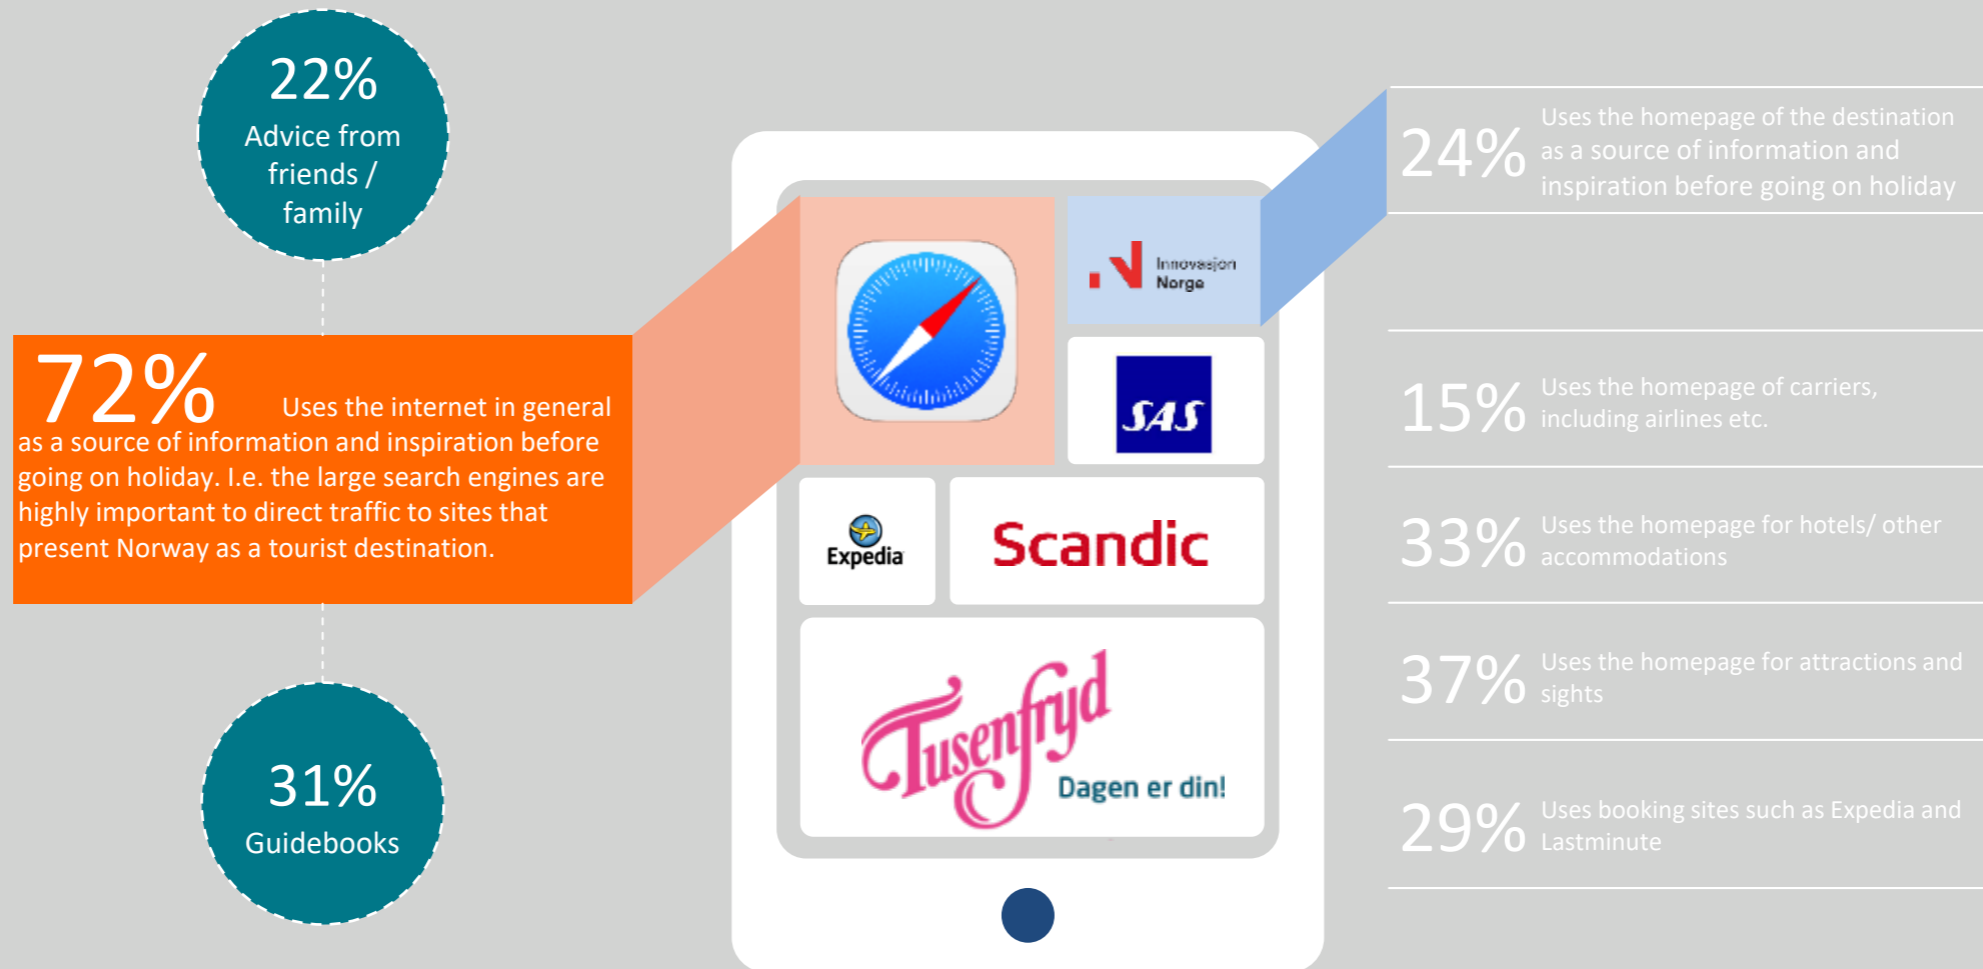 22%
Advice from
friends /
family
72% Uses the internet in general
as a source of information and inspiration before
going on holiday. I.e. the large search engines are
highly important to direct traffic to sites that
present Norway as a tourist destination.
31%
Guidebooks
Innovasjon
Norge
SAS
Expedia
Scandic
Tusenfryd
Dagen er din!
24% Uses the homepage of the destination
as a source of information and
inspiration before going on holiday
15% Uses the homepage of carriers,
including airlines etc.
33% Uses the homepage for hotels/ other
accommodations
37% Uses the homepage for attractions and
sights
29% Uses booking sites such as Expedia and
Lastminute